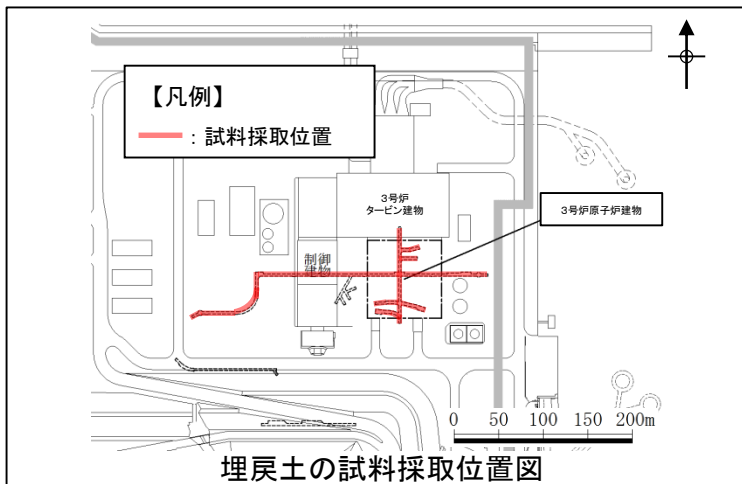 【凡例】
：試料採取位置
3号炉
タービン建物
3号炉原子炉建物
制御
建物
0 50 100 150 200m
埋戻土の試料採取位置図